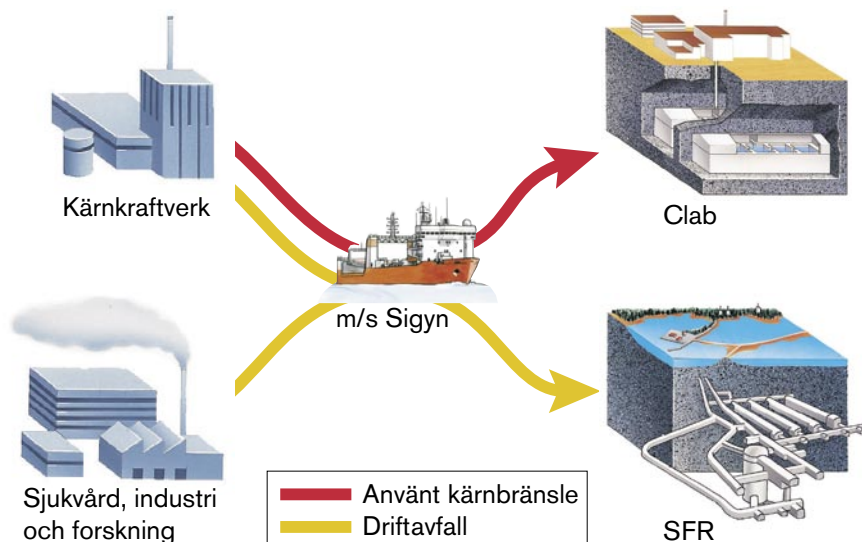 Kärnkraftverk
Clab
m/s Sigyn
Sjukvård, industri
och forskning
Använt kärnbränsle
Driftavfall
SFR